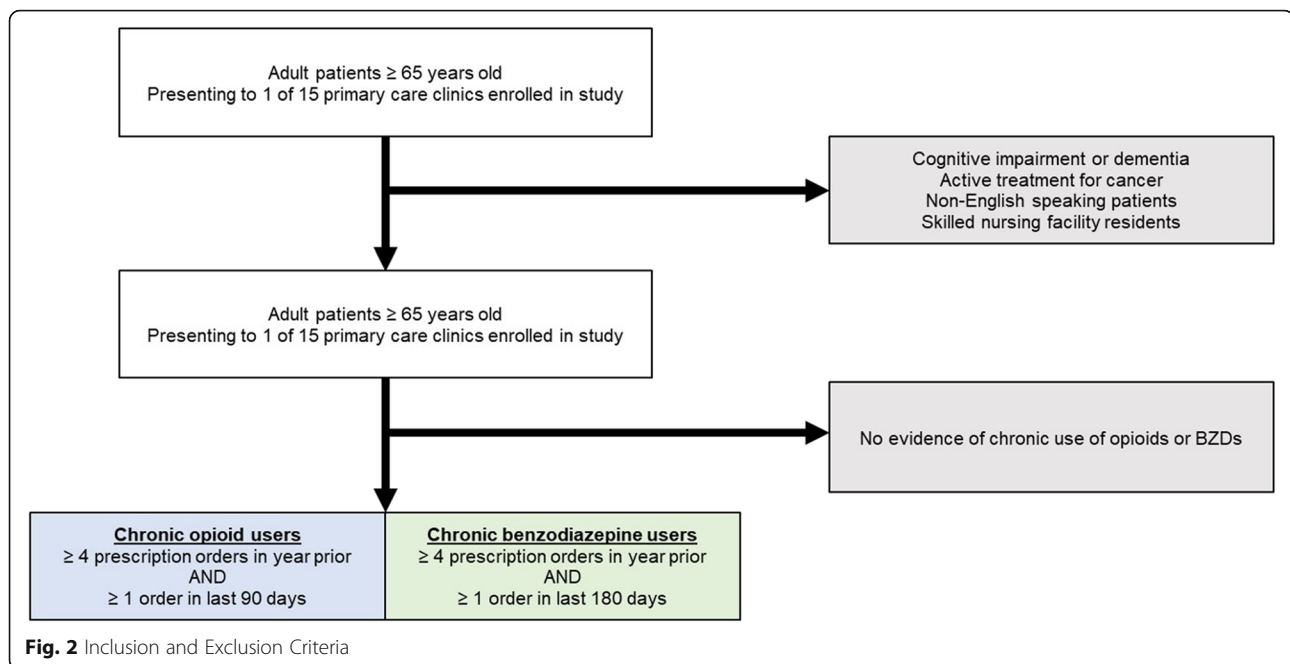 Adult patients ≥ 65 years old
Presenting to 1 of 15 primary care clinics enrolled in study
Cognitive impairment or dementia
Active treatment for cancer
Non-English speaking patients
Skilled nursing facility residents
Adult patients ≥ 65 years old
Presenting to 1 of 15 primary care clinics enrolled in study
No evidence of chronic use of opioids or BZDs
Chronic opioid users
≥ 4 prescription orders in year prior
AND
≥ 1 order in last 90 days
Chronic benzodiazepine users
≥ 4 prescription orders in year prior
AND
≥ 1 order in last 180 days
Fig. 2 Inclusion and Exclusion Criteria